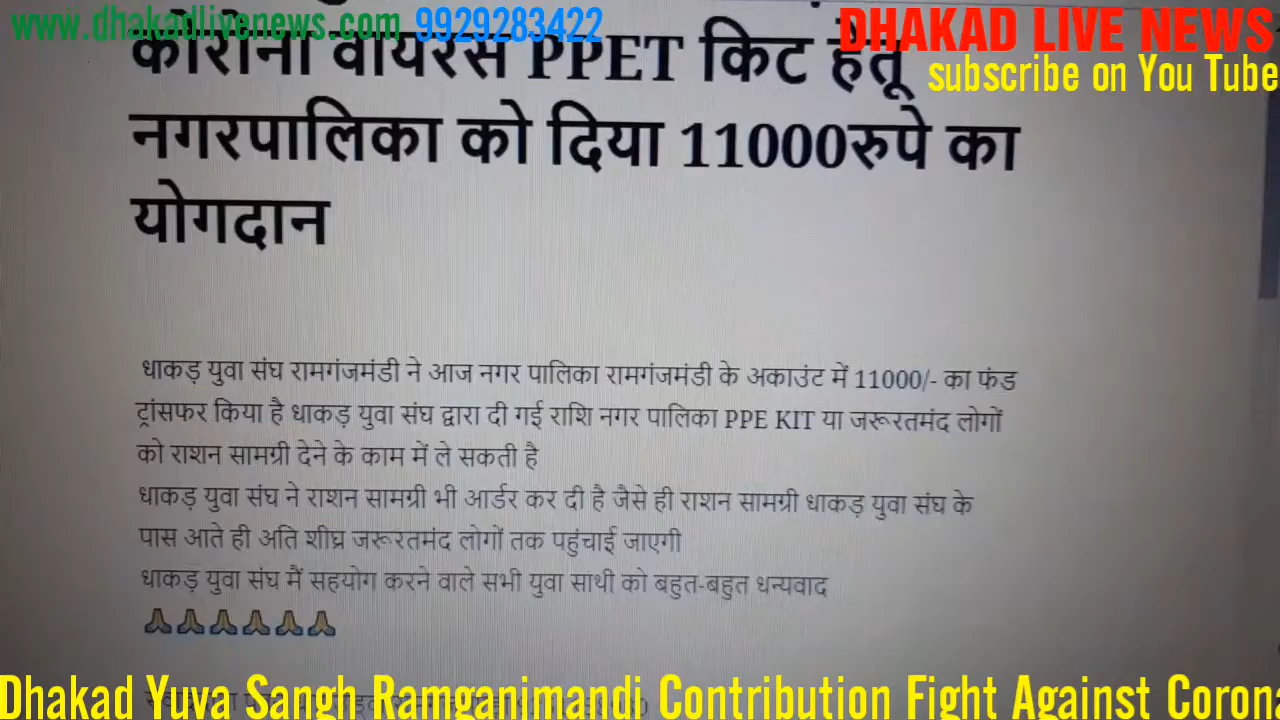 www.dhakadlivenews.com 9929283422
DHAKAD LIVE NEWS
subscribe on You Tube
कोरोना वायरस PPET किट हेतू
नगरपालिका को दिया 11000रुपे का
योगदान
धाकड़ युवा संघ रामगंजमंडी ने आज नगर पालिका रामगंजमंडी के अकाउंट में 11000/- का फंड
ट्रांसफर किया है धाकड़ युवा संघ द्वारा दी गई राशि नगर पालिका PPE KIT या जरूरतमंद लोगों
को राशन सामग्री देने के काम में ले सकती है
धाकड़ युवा संघ ने राशन सामग्री भी आर्डर कर दी है जैसे ही राशन सामग्री धाकड़ युवा संघ के
पास आते ही अति शीघ्र जरूरतमंद लोगों तक पहुंचाई जाएगी
धाकड़ युवा संघ मैं सहयोग करने वाले सभी युवा साथी को बहुत-बहुत धन्यवाद
🙏🙏🙏🙏🙏🙏
Dhakad Yuva Sangh Ramganjmandi Contribution Fight Against Corona